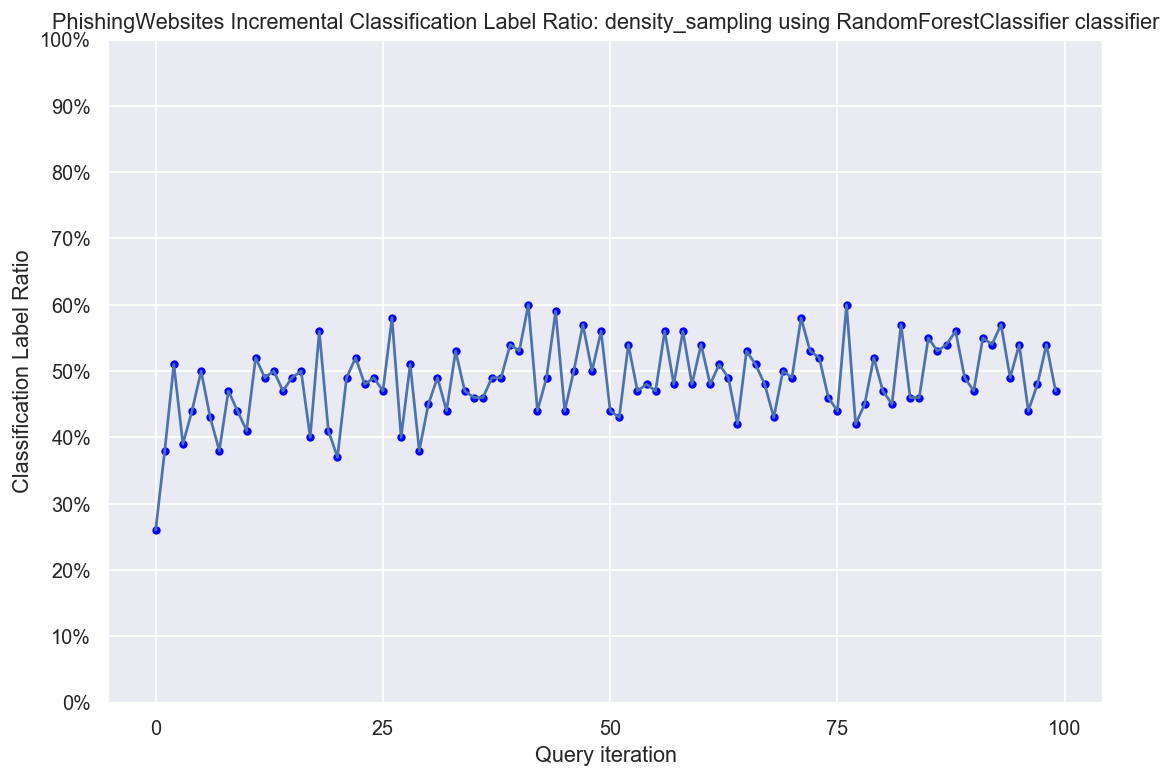 PhishingWebsites Incremental Classification Label Ratio: density_sampling using RandomForestClassifier classifier
100%
90%
80%
70%
60%
50%
40%
30%
20%
10%
0%
Classification Label Ratio
0 25 50 75 100
Query iteration